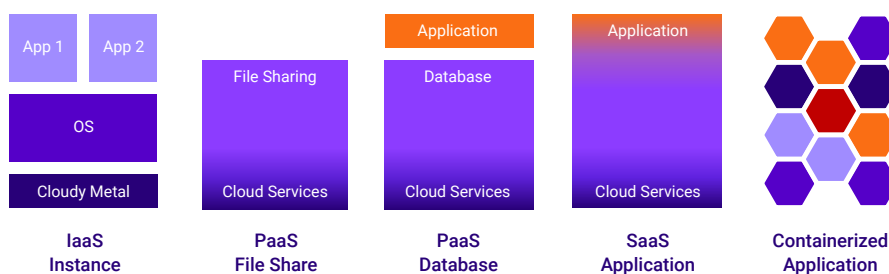 App 1
App 2
OS
Cloudy Metal
IaaS
Instance
File Sharing
Cloud Services
PaaS
File Share
Application
Database
Cloud Services
PaaS
Database
Application
Cloud Services
SaaS
Application
Containerized
Application